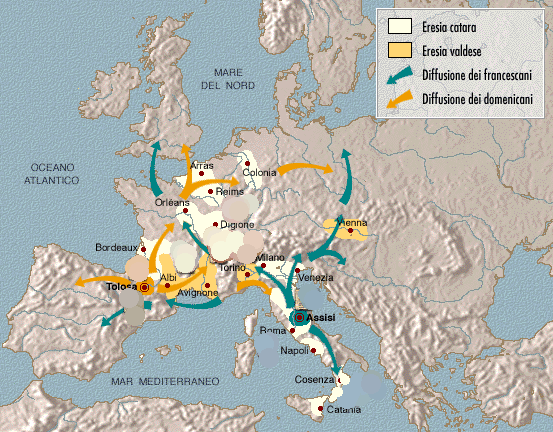 Eresia catara
Eresia valdese
Diffusione dei francescani
Diffusione dei domenicani
MARE
DEL NORD
OCEANO
ATLANTICO
Arras
Colonia
Reims
Orléans
Digione
Vienna
Bordeaux
Milano
Torino
Venezia
Albi
Tolosa
Avignone
Assisi
Roma
Napoli
MAR MEDITERRANEO
Cosenza
Catania